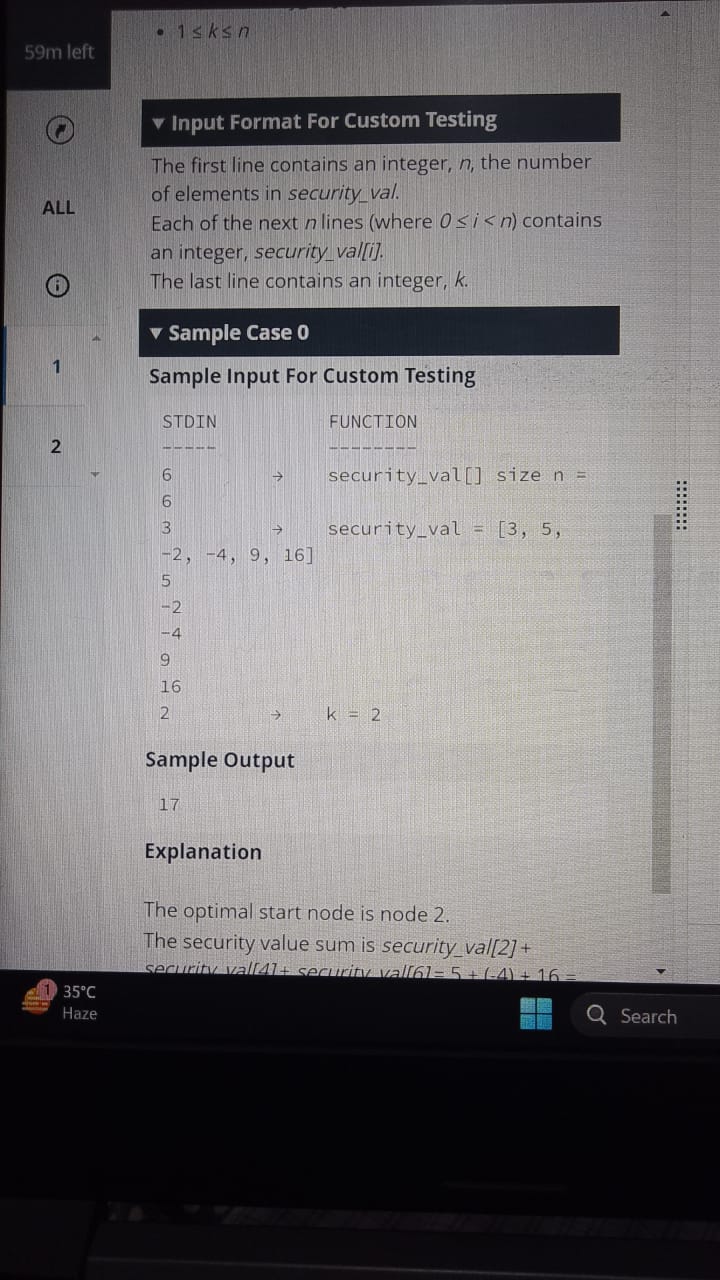 59m left
• 1 ≤ k ≤ n
▼ Input Format For Custom Testing
The first line contains an integer, n, the number
of elements in security_val.
Each of the next n lines (where 0 ≤ i < n) contains
an integer, security_val[i].
The last line contains an integer, k.
ALL
1
2
▼ Sample Case 0
Sample Input For Custom Testing
STDIN FUNCTION
----- --------
6 → security_val[] size n =
6
3 → security_val = [3, 5,
-2, -4, 9, 16]
5
-2
-4
9
16
2 → k = 2
Sample Output
17
Explanation
The optimal start node is node 2.
The security value sum is security_val[2] +
security_val[4]+ security_val[6]= 5 + (-4) + 16 =
1
35°C
Haze
Search